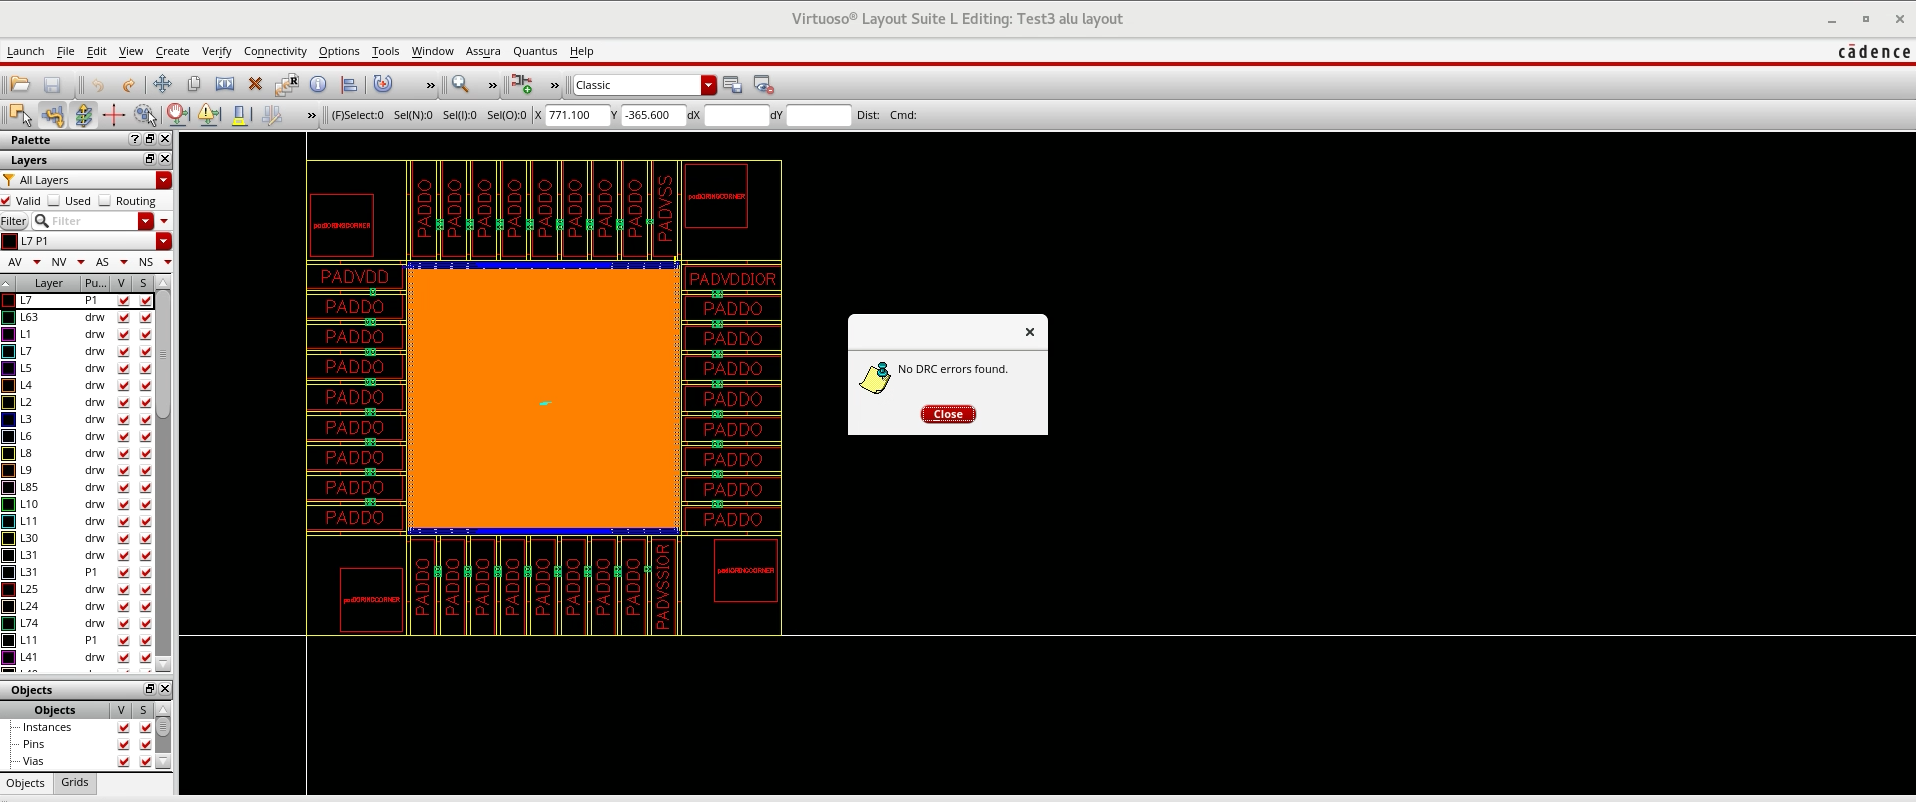 Virtuoso® Layout Suite L Editing: Test3 alu layout
Launch File Edit View Create Verify Connectivity Options Tools Window Assura Quantus Help
cādence
» » » Classic
» (F)Select:0 Sel(N):0 Sel(I):0 Sel(O):0 X 771.100 Y -365.600 dX dY Dist: Cmd:
Palette
Layers
All Layers
Valid Used Routing
Filter Filter
L7 P1
AV NV AS NS
Layer Pu... V S
L7 P1
L63 drw
L1 drw
L7 drw
L5 drw
L4 drw
L2 drw
L3 drw
L6 drw
L8 drw
L9 drw
L85 drw
L10 drw
L11 drw
L30 drw
L31 drw
L31 P1
L25 drw
L24 drw
L74 drw
L11 P1
L41 drw
Objects
Objects V S
Instances
Pins
Vias
Objects Grids
PADDO PADDO PADDO PADDO PADDO PADDO PADDO PADDO PADVSS
padIORINGCORNER padIORINGCORNER
PADVDD PADVDDIOR
PADDO PADDO
PADDO PADDO
PADDO PADDO
PADDO PADDO
PADDO PADDO
PADDO PADDO
PADDO PADDO
PADDO PADDO
PADDO PADDO PADDO PADDO PADDO PADDO PADDO PADDO PADVSSIOR
padIORINGCORNER padIORINGCORNER
No DRC errors found.
Close